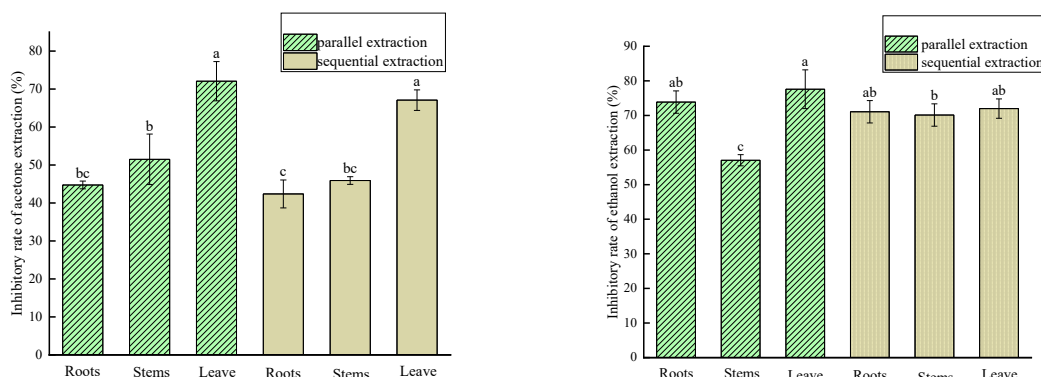 parallel extraction
sequential extraction
Inhibitory rate of acetone extraction (%)
80
70
60
50
40
30
20
10
0
bc
b
a
c
bc
a
Roots Stems Leave Roots Stems Leave
parallel extraction
sequential extraction
Inhibitory rate of ethanol extraction (%)
90
80
70
60
50
40
30
20
10
0
ab
c
a
ab
b
ab
Roots Stems Leave Roots Stems Leave